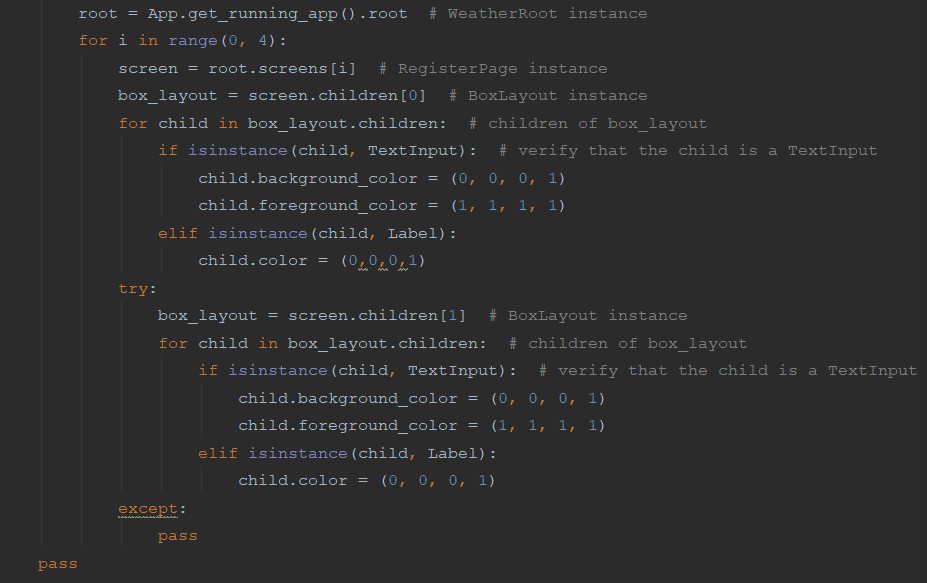 root = App.get_running_app().root  # WeatherRoot instance
for i in range(0, 4):
screen = root.screens[i]  # RegisterPage instance
box_layout = screen.children[0]  # BoxLayout instance
for child in box_layout.children:  # children of box_layout
if isinstance(child, TextInput):  # verify that the child is a TextInput
child.background_color = (0, 0, 0, 1)
child.foreground_color = (1, 1, 1, 1)
elif isinstance(child, Label):
child.color = (0,0,0,1)
try:
box_layout = screen.children[1]  # BoxLayout instance
for child in box_layout.children:  # children of box_layout
if isinstance(child, TextInput):  # verify that the child is a TextInput
child.background_color = (0, 0, 0, 1)
child.foreground_color = (1, 1, 1, 1)
elif isinstance(child, Label):
child.color = (0, 0, 0, 1)
except:
pass
pass